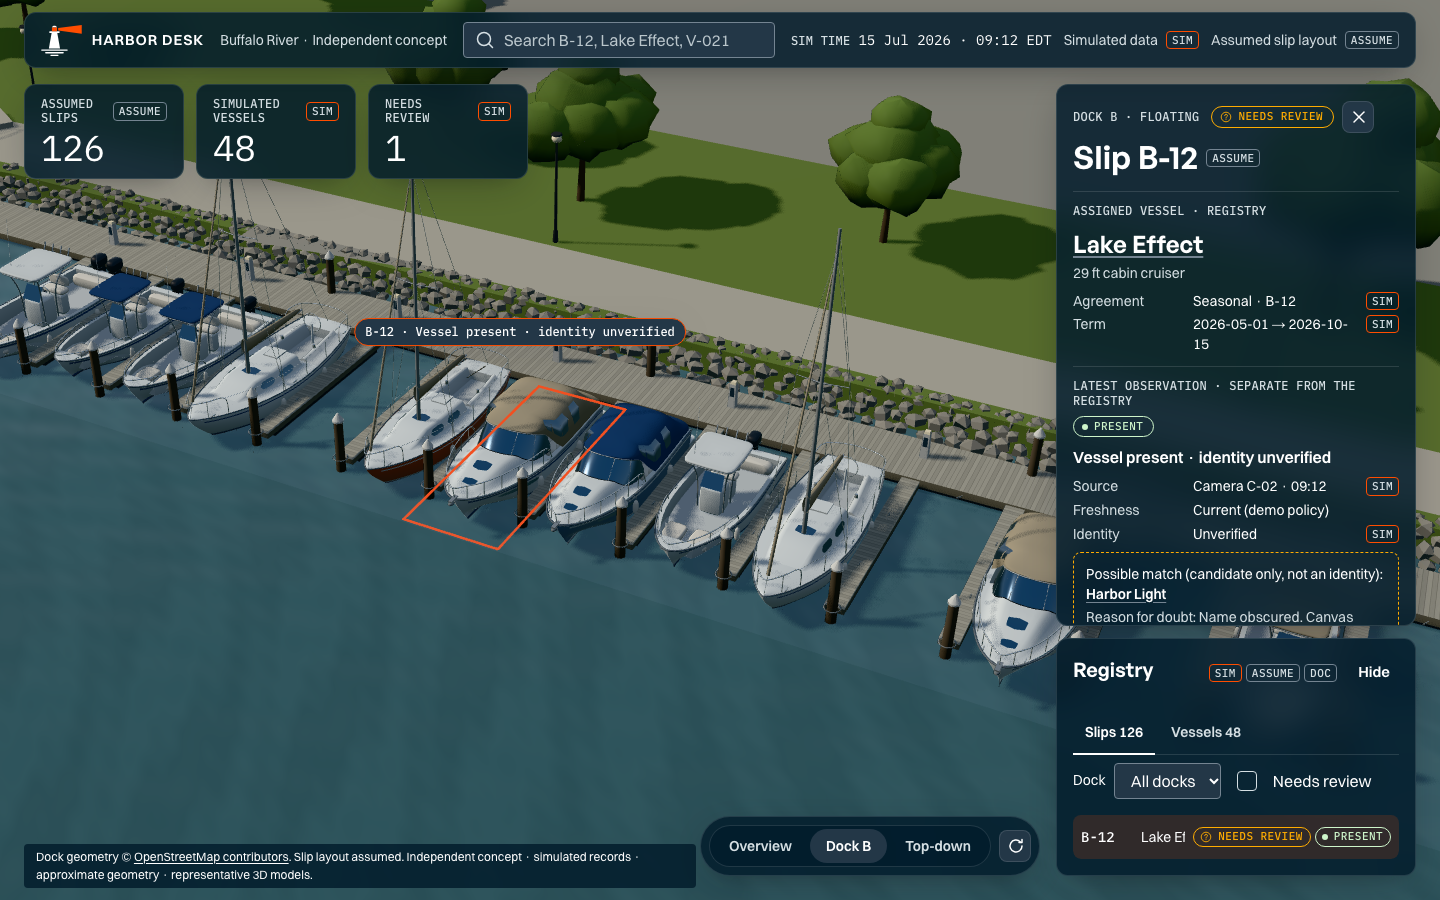 HARBOR DESK
Buffalo River · Independent concept
Search B-12, Lake Effect, V-021
SIM TIME 15 Jul 2026 · 09:12 EDT
Simulated data SIM
Assumed slip layout ASSUME
ASSUMED SLIPS
ASSUME
126
SIMULATED VESSELS
SIM
48
NEEDS REVIEW
SIM
1
B-12 · Vessel present · identity unverified
DOCK B · FLOATING
NEEDS REVIEW
Slip B-12 ASSUME
ASSIGNED VESSEL · REGISTRY
Lake Effect
29 ft cabin cruiser
Agreement Seasonal · B-12 SIM
Term 2026-05-01 → 2026-10- SIM
15
LATEST OBSERVATION · SEPARATE FROM THE
REGISTRY
PRESENT
Vessel present · identity unverified
Source Camera C-02 · 09:12 SIM
Freshness Current (demo policy)
Identity Unverified SIM
Possible match (candidate only, not an identity):
Harbor Light
Reason for doubt: Name obscured. Canvas
Registry SIM ASSUME DOC Hide
Slips 126 Vessels 48
Dock All docks Needs review
B-12 Lake Ef NEEDS REVIEW PRESENT
Overview Dock B Top-down
Dock geometry © OpenStreetMap contributors. Slip layout assumed. Independent concept · simulated records ·
approximate geometry · representative 3D models.